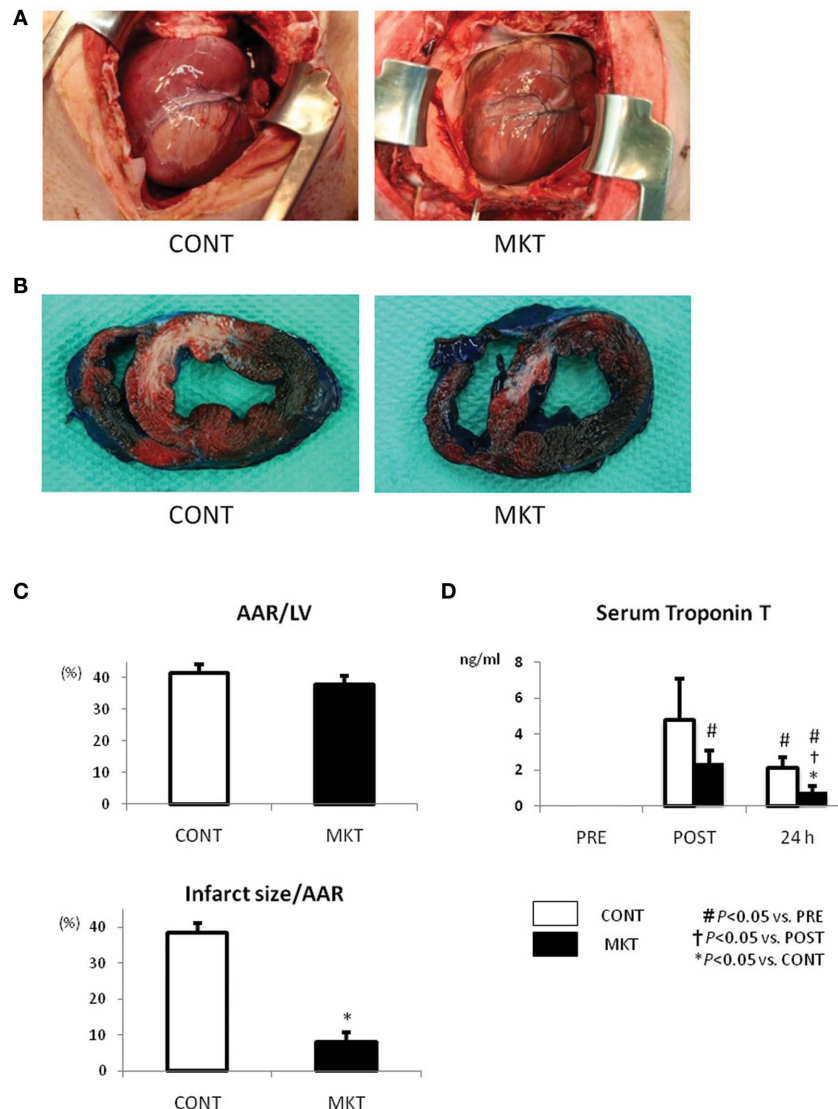 A
CONT
MKT
B
CONT
MKT
C
AAR/LV
(%)
40
30
20
10
0
CONT
MKT
Infarct size/AAR
(%)
40
30
20
10
0
*
CONT
MKT
D
Serum Troponin T
ng/ml
8
6
4
2
0
#
#
#
†
*
PRE
POST
24 h
CONT
MKT
# P<0.05 vs. PRE
† P<0.05 vs. POST
* P<0.05 vs. CONT